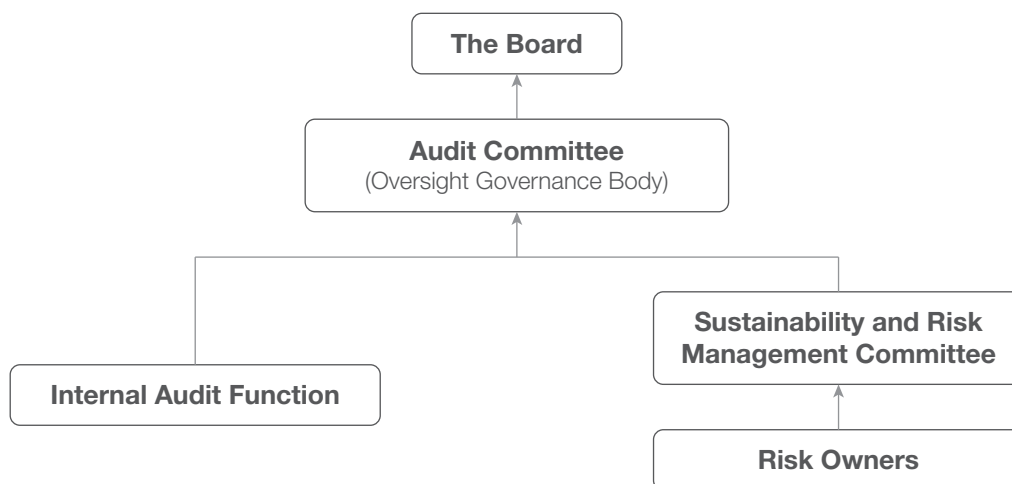 The Board
Audit Committee
(Oversight Governance Body)
Sustainability and Risk
Management Committee
Internal Audit Function
Risk Owners